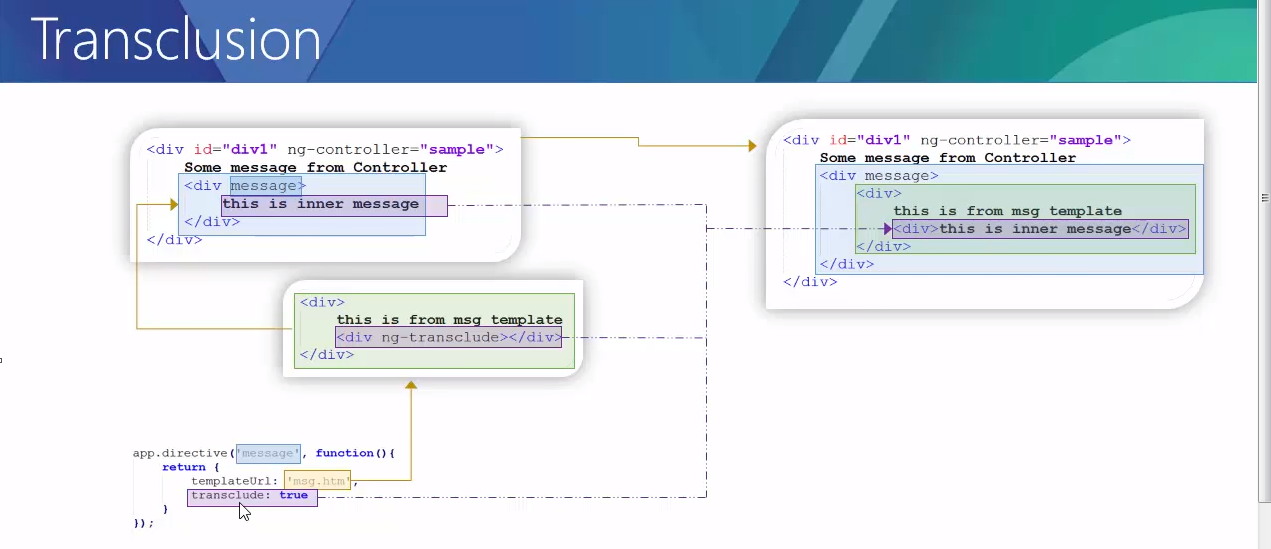 Transclusion
<div id="div1" ng-controller="sample">
Some message from Controller
<div message>
this is inner message
</div>
</div>
<div>
this is from msg template
<div ng-transclude></div>
</div>
app.directive('message', function(){
return {
templateUrl: 'msg.htm',
transclude: true
}
});
<div id="div1" ng-controller="sample">
Some message from Controller
<div message>
<div>
this is from msg template
<div>this is inner message</div>
</div>
</div>
</div>